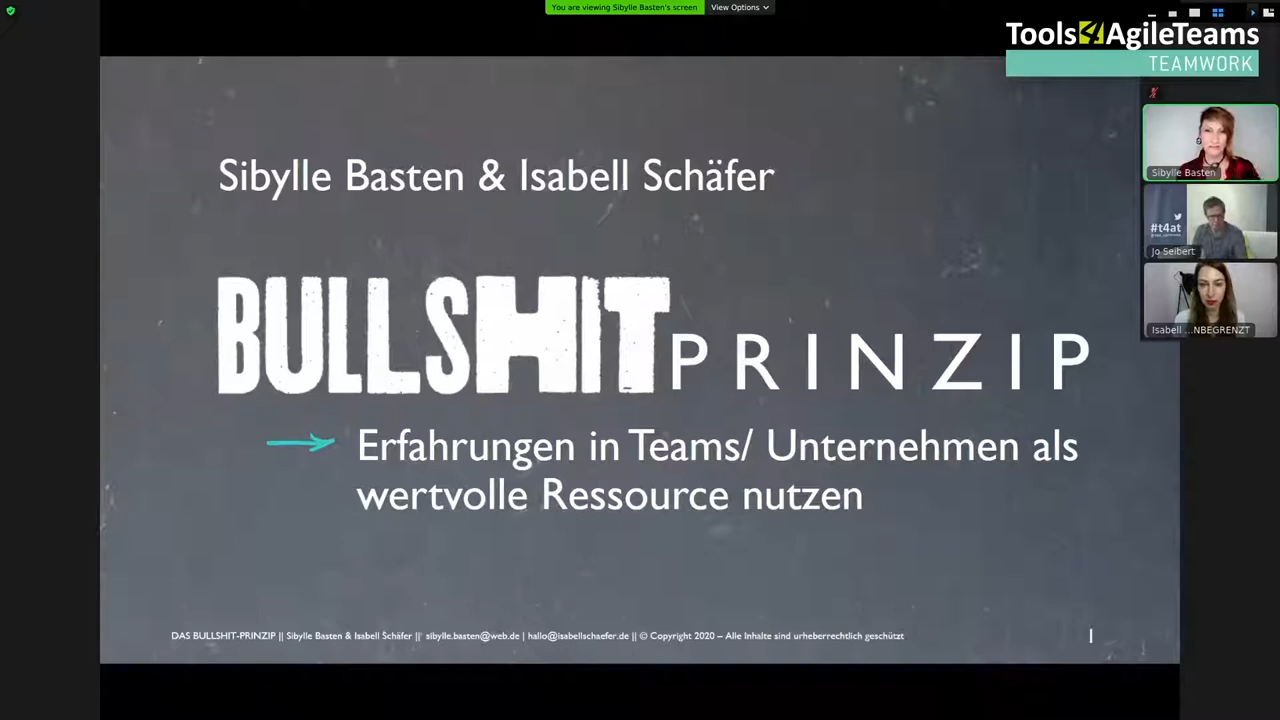 You are viewing Sibylle Basten's screen
View Options
Tools4AgileTeams
TEAMWORK
Sibylle Basten & Isabell Schäfer
BULLSHIT PRINZIP
Erfahrungen in Teams/ Unternehmen als
wertvolle Ressource nutzen
DAS BULLSHIT-PRINZIP || Sibylle Basten & Isabell Schäfer || sibylle.basten@web.de | hallo@isabellschaefer.de || © Copyright 2020 – Alle Inhalte sind urheberrechtlich geschützt
1
Sibylle Basten
#t4at
Jo Seibert
Isabell ...NBEGRENZT